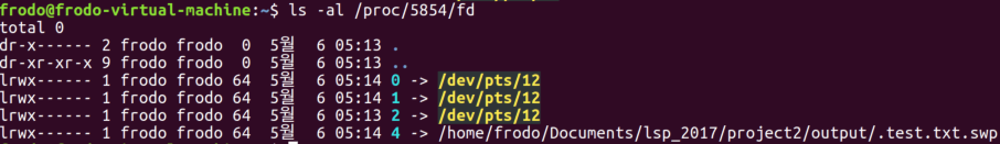 frodo@frodo-virtual-machine:~$ ls -al /proc/5854/fd
total 0
dr-x------ 2 frodo frodo  0  5월   6 05:13 .
dr-xr-xr-x 9 frodo frodo  0  5월   6 05:13 ..
lrwx------ 1 frodo frodo 64  5월   6 05:14 0 -> /dev/pts/12
lrwx------ 1 frodo frodo 64  5월   6 05:14 1 -> /dev/pts/12
lrwx------ 1 frodo frodo 64  5월   6 05:13 2 -> /dev/pts/12
lrwx------ 1 frodo frodo 64  5월   6 05:14 4 -> /home/frodo/Documents/lsp_2017/project2/output/.test.txt.swp